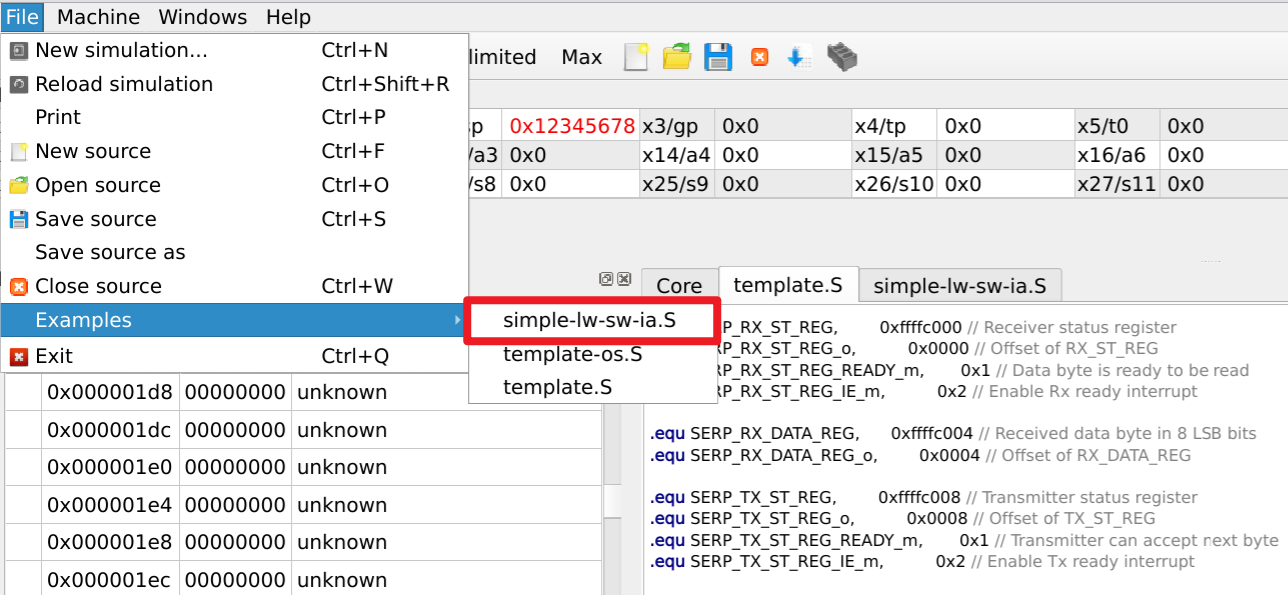 File Machine Windows Help
New simulation... Ctrl+N
Reload simulation Ctrl+Shift+R
Print Ctrl+P
New source Ctrl+F
Open source Ctrl+O
Save source Ctrl+S
Save source as
Close source Ctrl+W
Examples
Exit Ctrl+Q
simple-lw-sw-ia.S
template-os.S
template.S
limited Max
p 0x12345678 x3/gp 0x0 x4/tp 0x0 x5/t0 0x0
/a3 0x0 x14/a4 0x0 x15/a5 0x0 x16/a6 0x0
/s8 0x0 x25/s9 0x0 x26/s10 0x0 x27/s11 0x0
Core template.S simple-lw-sw-ia.S
P_RX_ST_REG, 0xffffc000 // Receiver status register
RP_RX_ST_REG_o, 0x0000 // Offset of RX_ST_REG
RP_RX_ST_REG_READY_m, 0x1 // Data byte is ready to be read
RP_RX_ST_REG_IE_m, 0x2 // Enable Rx ready interrupt
.equ SERP_RX_DATA_REG, 0xffffc004 // Received data byte in 8 LSB bits
.equ SERP_RX_DATA_REG_o, 0x0004 // Offset of RX_DATA_REG
.equ SERP_TX_ST_REG, 0xffffc008 // Transmitter status register
.equ SERP_TX_ST_REG_o, 0x0008 // Offset of TX_ST_REG
.equ SERP_TX_ST_REG_READY_m, 0x1 // Transmitter can accept next byte
.equ SERP_TX_ST_REG_IE_m, 0x2 // Enable Tx ready interrupt
0x000001d8 00000000 unknown
0x000001dc 00000000 unknown
0x000001e0 00000000 unknown
0x000001e4 00000000 unknown
0x000001e8 00000000 unknown
0x000001ec 00000000 unknown